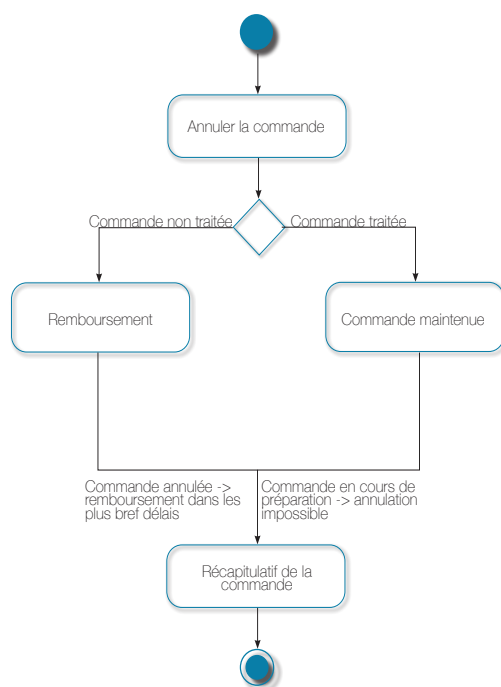 Annuler la commande
Commande non traitée
Commande traitée
Remboursement
Commande maintenue
Commande annulée ->
remboursement dans les
plus bref délais
Commande en cours de
préparation -> annulation
impossible
Récapitulatif de la
commande